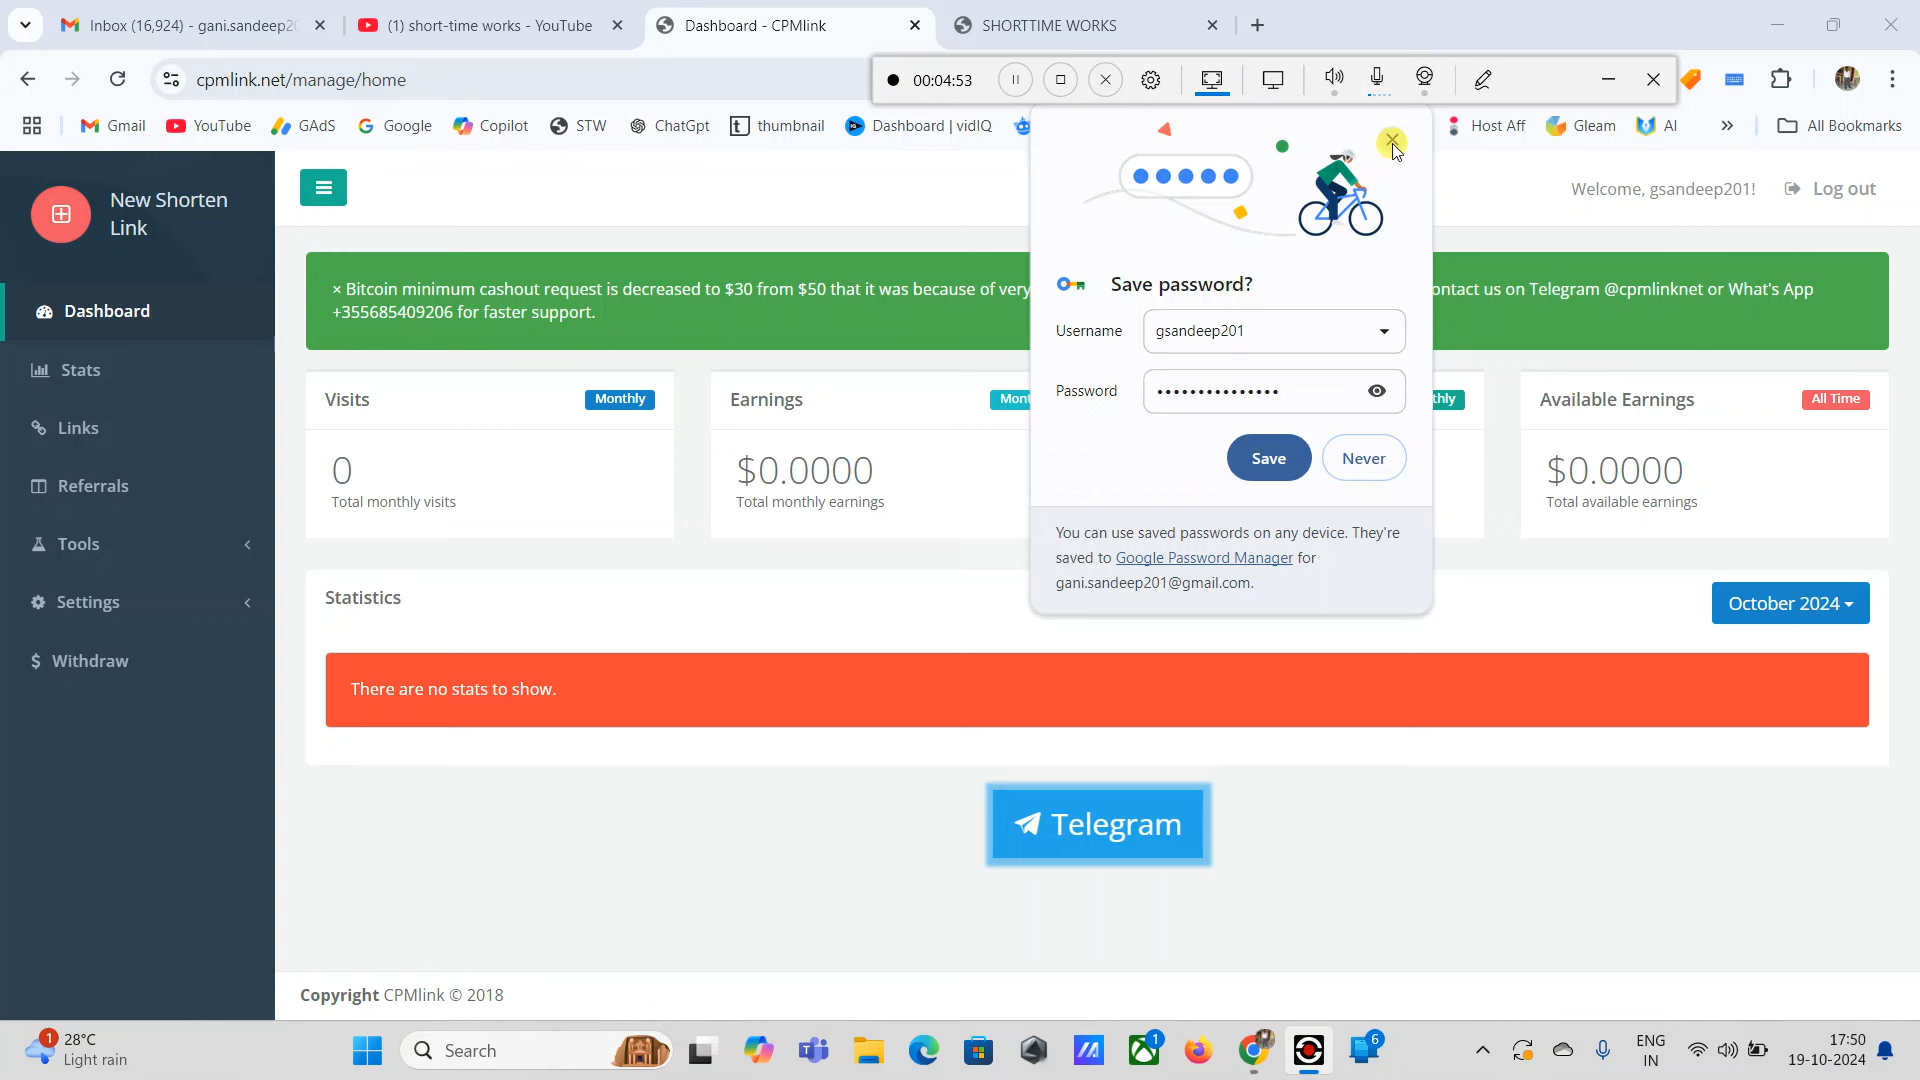 Inbox (16,924) - gani.sandeep20
(1) short-time works - YouTube
Dashboard - CPMlink
SHORTTIME WORKS
cpmlink.net/manage/home
00:04:53
Gmail
YouTube
GAdS
Google
Copilot
STW
ChatGpt
thumbnail
Dashboard | vidIQ
Host Aff
Gleam
AI
All Bookmarks
New Shorten
Link
Welcome, gsandeep201!
Log out
× Bitcoin minimum cashout request is decreased to $30 from $50 that it was because of very
ontact us on Telegram @cpmlinknet or What's App
+355685409206 for faster support.
Save password?
Username
gsandeep201
Password
•••••••••••••••
Save
Never
You can use saved passwords on any device. They're
saved to Google Password Manager for
gani.sandeep201@gmail.com.
Dashboard
Stats
Links
Referrals
Tools
Settings
$ Withdraw
Visits
Monthly
0
Total monthly visits
Earnings
Mont
$0.0000
Total monthly earnings
thly
Available Earnings
All Time
$0.0000
Total available earnings
Statistics
October 2024
There are no stats to show.
Telegram
Copyright CPMlink © 2018
1
28°C
Light rain
Search
1
6
ENG
IN
17:50
19-10-2024